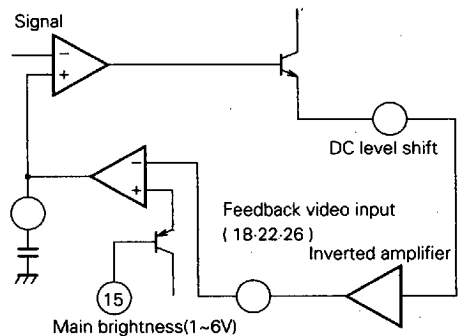 Signal
−
+
DC level shift
−
+
Feedback video input
( 18·22·26 )
Inverted amplifier
15
Main brightness(1~6V)